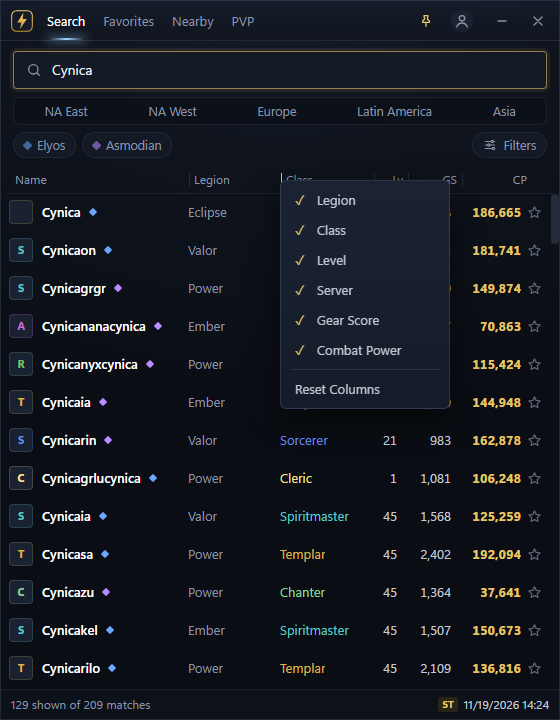 Search Favorites Nearby PVP
Cynica
NA East NA West Europe Latin America Asia
Elyos Asmodian Filters
Name Legion Class Lv GS CP
Cynica Eclipse 186,665
S Cynicaon Valor 181,741
S Cynicagrgr Power 149,874
A Cynicananacynica Ember 70,863
R Cynicanyxcynica Power 115,424
T Cynicaia Ember 144,948
S Cynicarin Valor Sorcerer 21 983 162,878
C Cynicagrlucynica Power Cleric 1 1,081 106,248
S Cynicaia Valor Spiritmaster 45 1,568 125,259
T Cynicasa Power Templar 45 2,402 192,094
C Cynicazu Power Chanter 45 1,364 37,641
S Cynicakel Ember Spiritmaster 45 1,507 150,673
T Cynicarilo Power Templar 45 2,109 136,816
Legion
Class
Level
Server
Gear Score
Combat Power
Reset Columns
129 shown of 209 matches ST 11/19/2026 14:24